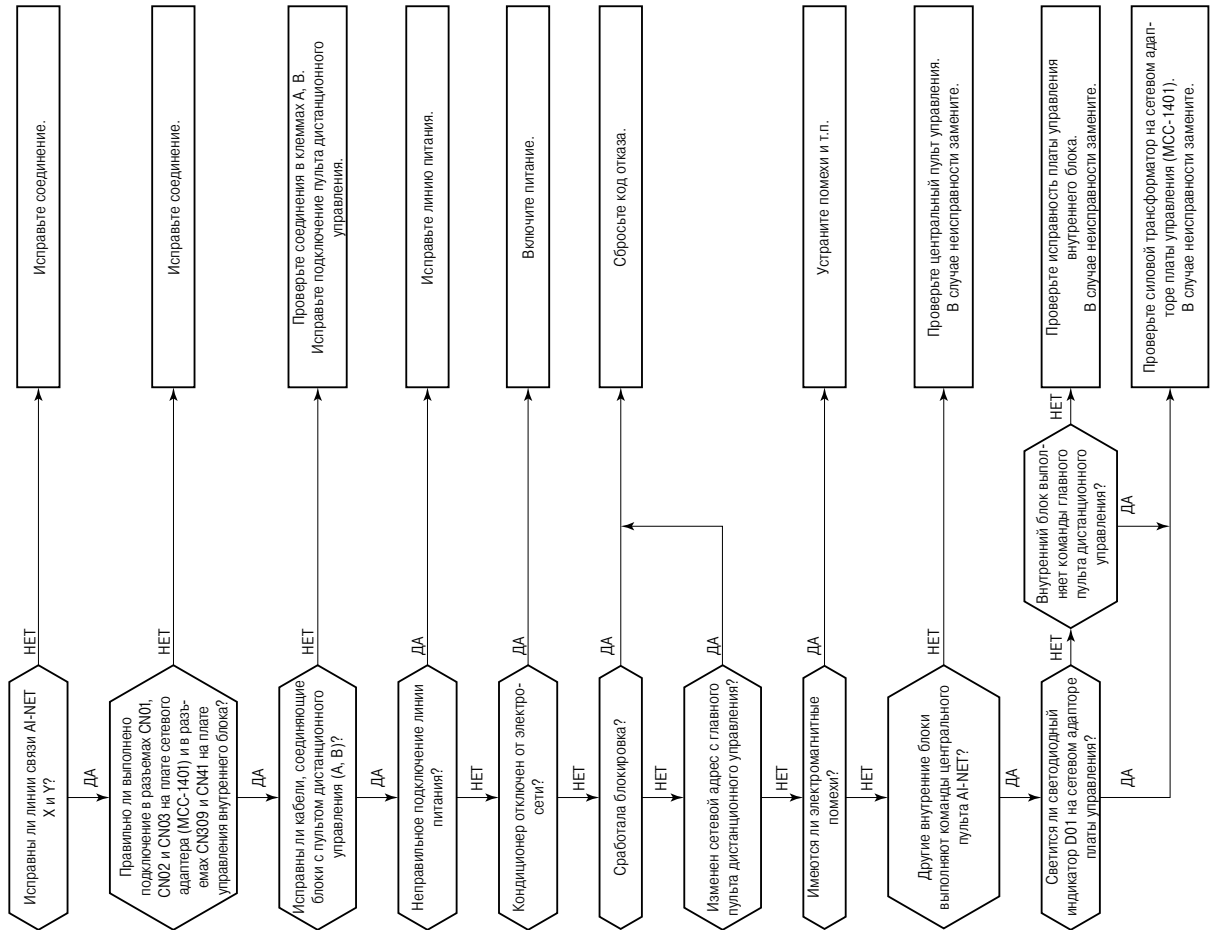 Исправны ли линии связи AI-NET
X и Y?
НЕТ
Исправьте соединение.
ДА
Правильно ли выполнено
подключение в разъемах CN01,
CN02 и CN03 на плате сетевого
адаптера (MCC-1401) и в разъ-
емах CN309 и CN41 на плате
управления внутреннего блока?
НЕТ
Исправьте соединение.
ДА
Исправны ли кабели, соединяющие
блоки с пультом дистанционного
управления (A, B)?
НЕТ
Проверьте соединения в клеммах A, B.
Исправьте подключение пульта дистанционного
управления.
ДА
Неправильное подключение линии
питания?
ДА
Исправьте линию питания.
НЕТ
Кондиционер отключен от электро-
сети?
ДА
Включите питание.
НЕТ
Сработала блокировка?
ДА
Сбросьте код отказа.
НЕТ
Изменен сетевой адрес с главного
пульта дистанционного управления?
ДА
НЕТ
Имеются ли электромагнитные
помехи?
ДА
Устраните помехи и т.п.
НЕТ
Другие внутренние блоки
выполняют команды центрального
пульта AI-NET?
НЕТ
Проверьте центральный пульт управления.
В случае неисправности замените.
ДА
Светится ли светодиодный
индикатор D01 на сетевом адапторе
платы управления?
НЕТ
Внутренний блок выпол-
няет команды главного
пульта дистанционного
управления?
НЕТ
Проверьте исправность платы управления
внутреннего блока.
В случае неисправности замените.
ДА
ДА
Проверьте силовой трансформатор на сетевом адап-
торе платы управления (MCC-1401).
В случае неисправности замените.